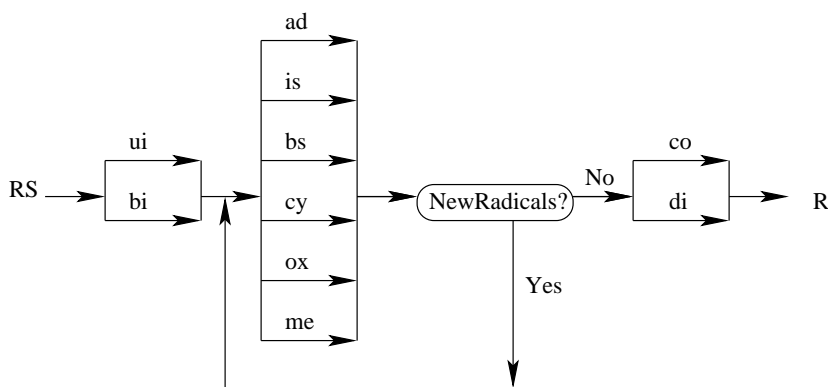 RS
ui
bi
ad
is
bs
cy
ox
me
NewRadicals?
Yes
No
co
di
R